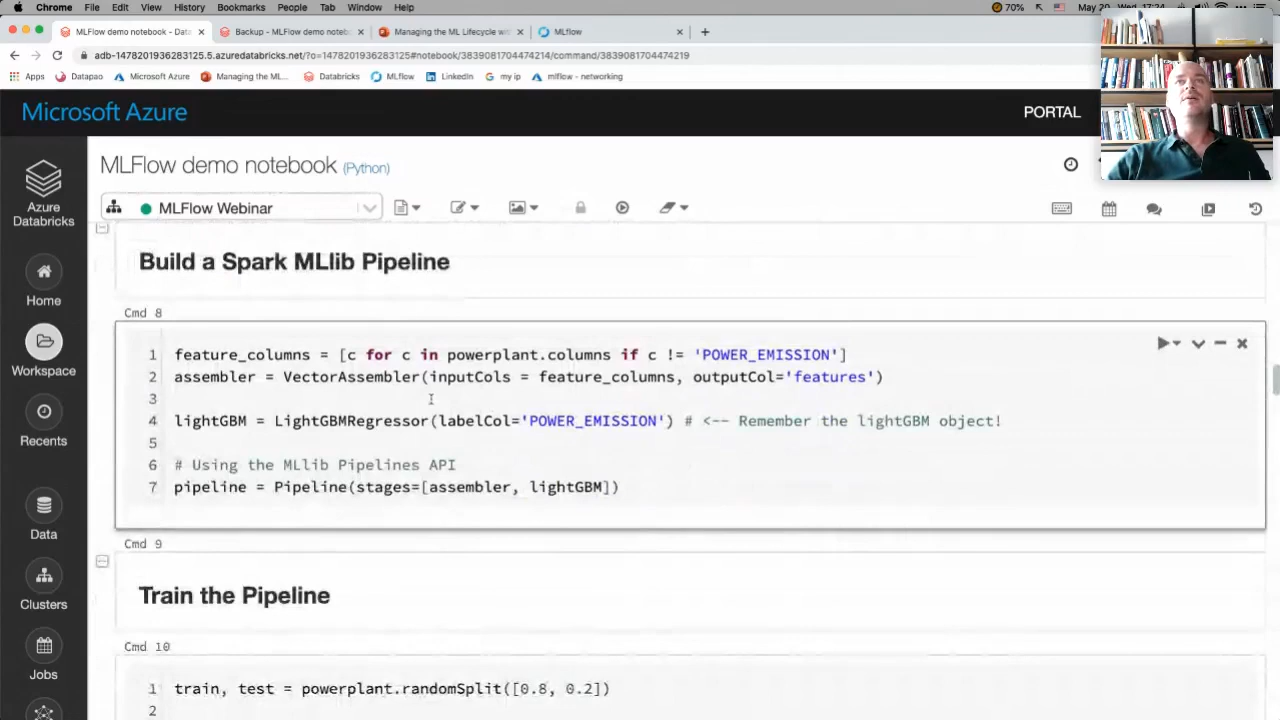 Chrome File Edit View History Bookmarks People Tab Window Help 70% May 20 17:24
MLFlow demo notebook - Data Backup - MLFlow demo notebo Managing the ML Lifecycle wit MLflow
adb-1478201936283125.5.azuredatabricks.net/?o=1478201936283125#notebook/3839081704474214/command/3839081704474219
Apps Datapao Microsoft Azure Managing the ML... Databricks MLflow LinkedIn my ip mlflow - networking
Microsoft Azure PORTAL
MLFlow demo notebook (Python)
MLFlow Webinar
Azure
Databricks
Home
Workspace
Recents
Data
Clusters
Jobs
Build a Spark MLlib Pipeline
Cmd 8
1 feature_columns = [c for c in powerplant.columns if c != 'POWER_EMISSION']
2 assembler = VectorAssembler(inputCols = feature_columns, outputCol='features')
3
4 lightGBM = LightGBMRegressor(labelCol='POWER_EMISSION') # <-- Remember the lightGBM object!
5
6 # Using the MLlib Pipelines API
7 pipeline = Pipeline(stages=[assembler, lightGBM])
Cmd 9
Train the Pipeline
Cmd 10
1 train, test = powerplant.randomSplit([0.8, 0.2])
2